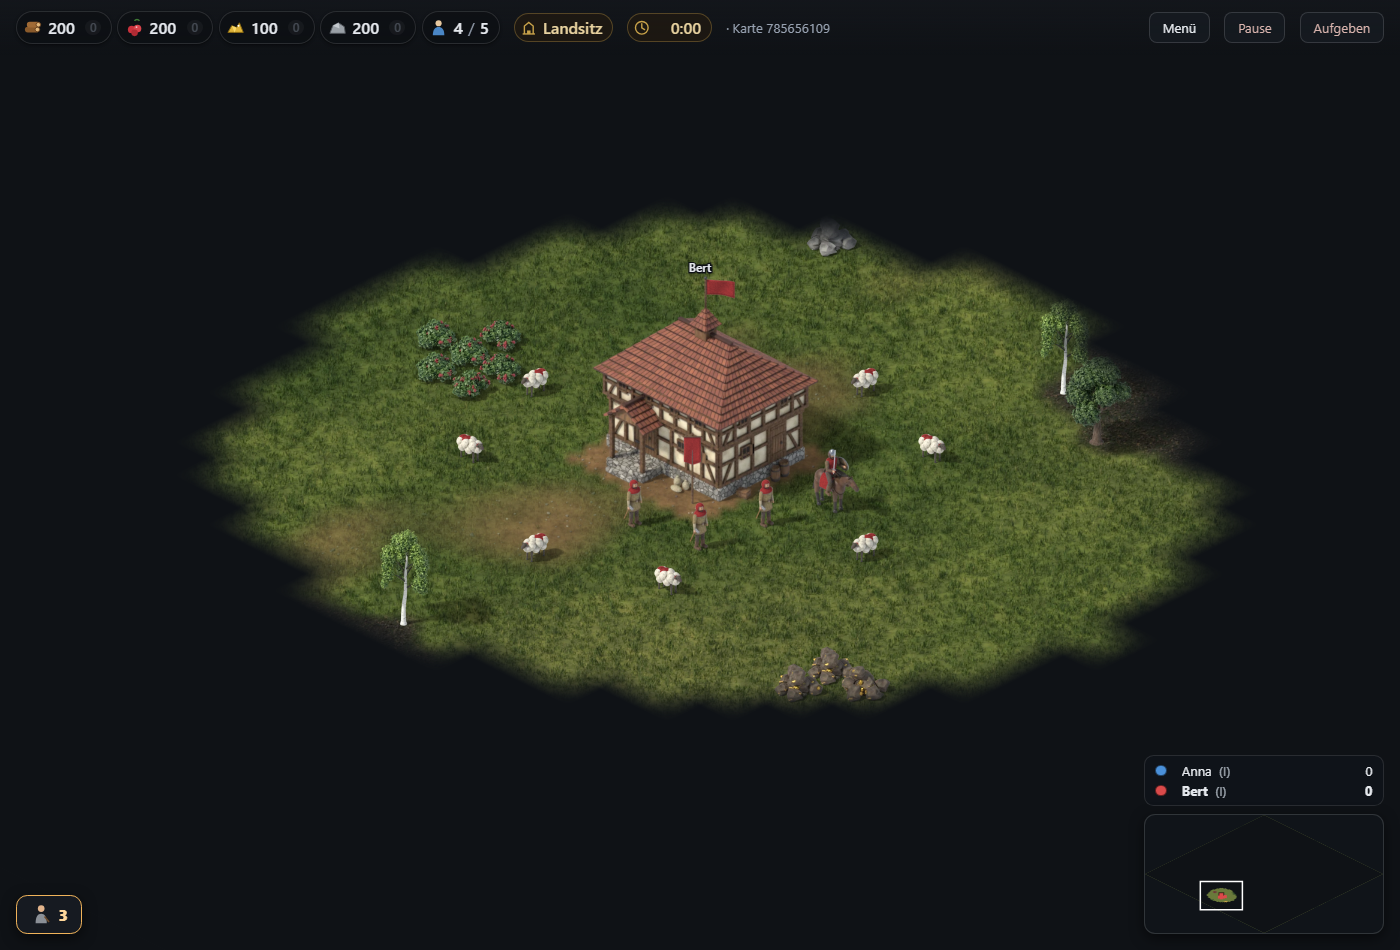 200 0 200 0 100 0 200 0 4 / 5 Landsitz 0:00 · Karte 785656109 Menü Pause Aufgeben
Bert
Anna (I) 0
Bert (I) 0
3